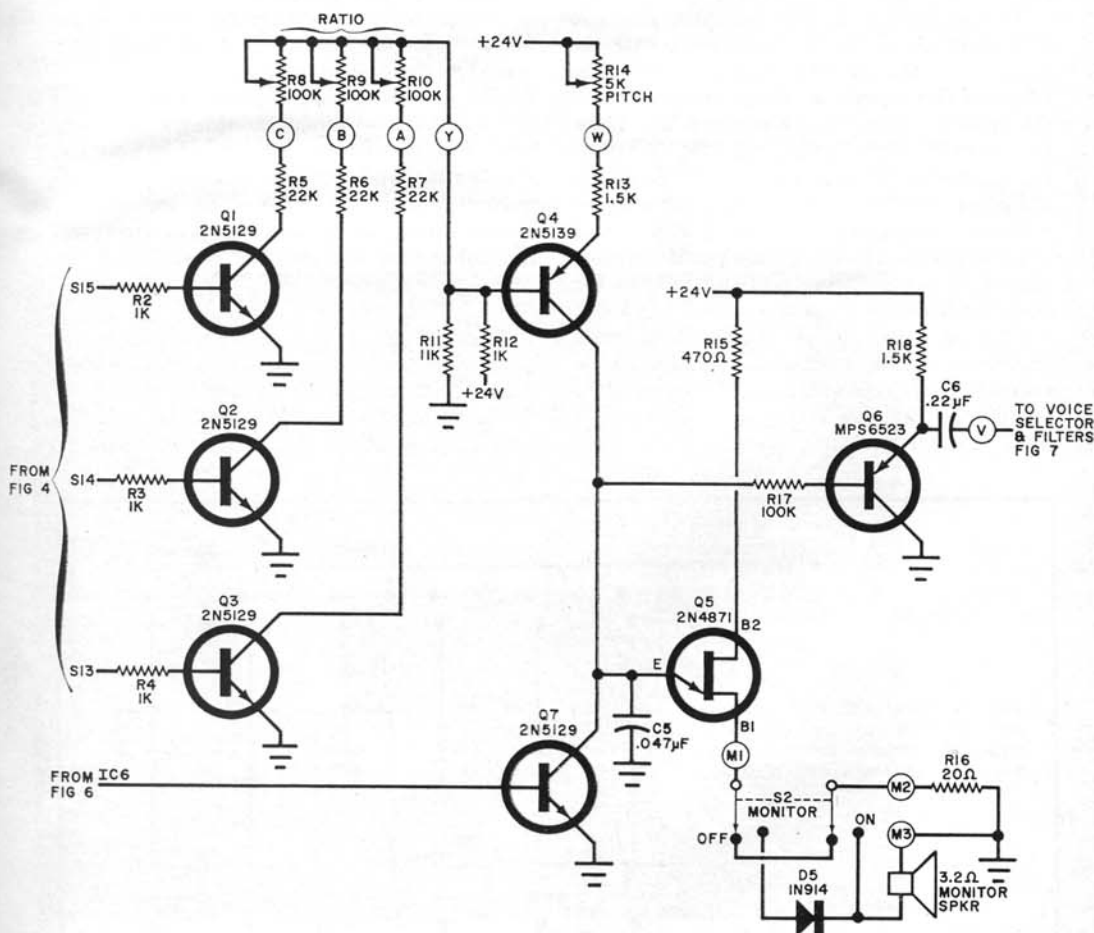 RATIO
+24V
R8
100K
R9
100K
R10
100K
R14
5K
PITCH
C
B
A
Y
W
R5
22K
R6
22K
R7
22K
R13
1.5K
Q1
2N5129
Q4
2N5139
S15
R2
1K
+24V
R11
11K
R12
1K
+24V
R15
470Ω
R18
1.5K
C6
.22µF
V
TO VOICE
SELECTOR
& FILTERS
FIG 7
Q2
2N5129
Q6
MPS6523
FROM
FIG 4
S14
R3
1K
R17
100K
Q3
2N5129
Q5
2N4871
B2
E
B1
S13
R4
1K
Q7
2N5129
C5
.047µF
M1
FROM IC6
FIG 6
R16
20Ω
M2
S2
MONITOR
OFF
ON
M3
D5
1N914
3.2Ω
MONITOR
SPKR